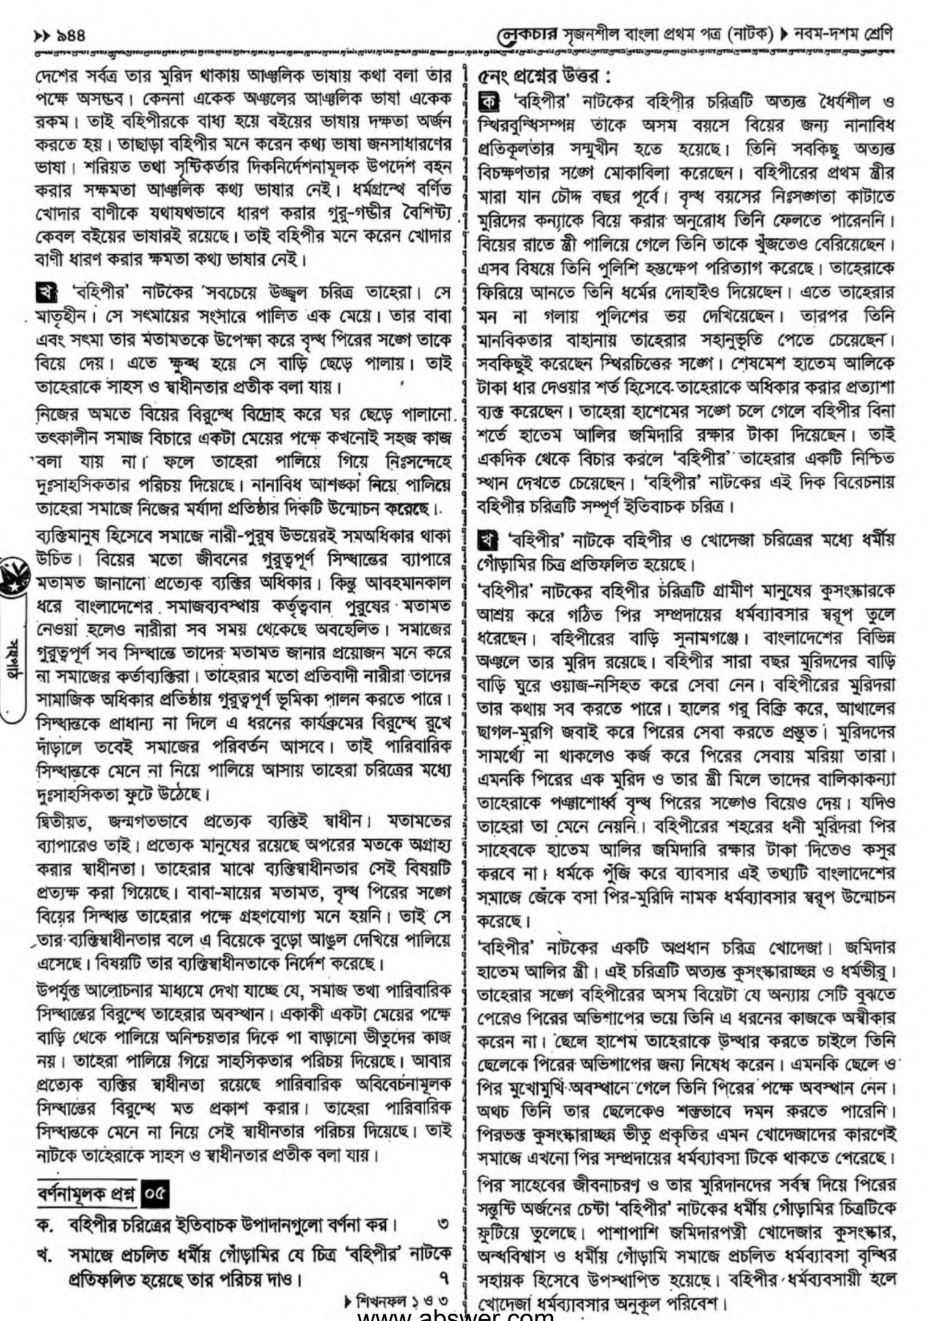 >> ৯৪৪
লেকচার সৃজনশীল বাংলা প্রথম পত্র (নাটক) ▶ নবম-দশম শ্রেণি
দেশের সর্বত্র তার মুরিদ থাকায় আঞ্চলিক ভাষায় কথা বলা তার
পক্ষে অসম্ভব। কেননা একেক অঞ্চলের আঞ্চলিক ভাষা একেক
রকম। তাই বহিপীরকে বাধ্য হয়ে বইয়ের ভাষায় দক্ষতা অর্জন
করতে হয়। তাছাড়া বহিপীর মনে করেন কথ্য ভাষা জনসাধারণের
ভাষা। শরিয়ত তথা সৃষ্টিকর্তার দিকনির্দেশনামূলক উপদেশ বহন
করার সক্ষমতা আঞ্চলিক কথ্য ভাষার নেই। ধর্মগ্রন্থে বর্ণিত
খোদার বাণীকে যথাযথভাবে ধারণ করার গুরু-গম্ভীর বৈশিষ্ট্য
কেবল বইয়ের ভাষারই রয়েছে। তাই বহিপীর মনে করেন খোদার
বাণী ধারণ করার ক্ষমতা কথ্য ভাষার নেই।
খ 'বহিপীর' নাটকের সবচেয়ে উজ্জ্বল চরিত্র তাহেরা। সে
মাতৃহীন। সে সৎমায়ের সংসারে পালিত এক মেয়ে। তার বাবা
এবং সৎমা তার মতামতকে উপেক্ষা করে বৃদ্ধ পিরের সঙ্গে তাকে
বিয়ে দেয়। এতে ক্ষুব্ধ হয়ে সে বাড়ি ছেড়ে পালায়। তাই
তাহেরাকে সাহস ও স্বাধীনতার প্রতীক বলা যায়।
নিজের অমতে বিয়ের বিরুদ্ধে বিদ্রোহ করে ঘর ছেড়ে পালানো
তৎকালীন সমাজ বিচারে একটা মেয়ের পক্ষে কখনোই সহজ কাজ
বলা যায় না। ফলে তাহেরা পালিয়ে গিয়ে নিঃসন্দেহে
দুঃসাহসিকতার পরিচয় দিয়েছে। নানাবিধ আশঙ্কা নিয়ে পালিয়ে
তাহেরা সমাজে নিজের মর্যাদা প্রতিষ্ঠার দিকটি উন্মোচন করেছে।
ব্যক্তিমানুষ হিসেবে সমাজে নারী-পুরুষ উভয়েরই সমঅধিকার থাকা
উচিত। বিয়ের মতো জীবনের গুরুত্বপূর্ণ সিদ্ধান্তের ব্যাপারে
মতামত জানানো প্রত্যেক ব্যক্তির অধিকার। কিন্তু আবহমানকাল
ধরে বাংলাদেশের সমাজব্যবস্থায় কর্তৃত্ববান পুরুষের মতামত
নেওয়া হলেও নারীরা সব সময় থেকেছে অবহেলিত। সমাজের
গুরুত্বপূর্ণ সব সিদ্ধান্তে তাদের মতামত জানার প্রয়োজন মনে করে
না সমাজের কর্তাব্যক্তিরা। তাহেরার মতো প্রতিবাদী নারীরা তাদের
সামাজিক অধিকার প্রতিষ্ঠায় গুরুত্বপূর্ণ ভূমিকা পালন করতে পারে।
সিদ্ধান্তকে প্রাধান্য না দিলে এ ধরনের কার্যক্রমের বিরুদ্ধে রুখে
দাঁড়ালে তবেই সমাজের পরিবর্তন আসবে। তাই পারিবারিক
সিদ্ধান্তকে মেনে না নিয়ে পালিয়ে আসায় তাহেরা চরিত্রের মধ্যে
দুঃসাহসিকতা ফুটে উঠেছে।
দ্বিতীয়ত, জন্মগতভাবে প্রত্যেক ব্যক্তিই স্বাধীন। মতামতের
ব্যাপারেও তাই। প্রত্যেক মানুষের রয়েছে অপরের মতকে অগ্রাহ্য
করার স্বাধীনতা। তাহেরার মাঝে ব্যক্তিস্বাধীনতার সেই বিষয়টি
প্রত্যক্ষ করা গিয়েছে। বাবা-মায়ের মতামত, বৃদ্ধ পিরের সঙ্গে
বিয়ের সিদ্ধান্ত তাহেরার পক্ষে গ্রহণযোগ্য মনে হয়নি। তাই সে
তার ব্যক্তিস্বাধীনতার বলে এ বিয়েকে বুড়ো আঙুল দেখিয়ে পালিয়ে
এসেছে। বিষয়টি তার ব্যক্তিস্বাধীনতাকে নির্দেশ করেছে।
উপর্যুক্ত আলোচনার মাধ্যমে দেখা যাচ্ছে যে, সমাজ তথা পারিবারিক
সিদ্ধান্তের বিরুদ্ধে তাহেরার অবস্থান। একাকী একটা মেয়ের পক্ষে
বাড়ি থেকে পালিয়ে অনিশ্চয়তার দিকে পা বাড়ানো ভীতুদের কাজ
নয়। তাহেরা পালিয়ে গিয়ে সাহসিকতার পরিচয় দিয়েছে। আবার
প্রত্যেক ব্যক্তির স্বাধীনতা রয়েছে পারিবারিক অবিবেচনামূলক
সিদ্ধান্তের বিরুদ্ধে মত প্রকাশ করার। তাহেরা পারিবারিক
সিদ্ধান্তকে মেনে না নিয়ে সেই স্বাধীনতার পরিচয় দিয়েছে। তাই
নাটকে তাহেরাকে সাহস ও স্বাধীনতার প্রতীক বলা যায়।
বর্ণনামূলক প্রশ্ন ০৫
ক. বহিপীর চরিত্রের ইতিবাচক উপাদানগুলো বর্ণনা কর। ৩
খ. সমাজে প্রচলিত ধর্মীয় গোঁড়ামির যে চিত্র 'বহিপীর' নাটকে
প্রতিফলিত হয়েছে তার পরিচয় দাও। ৭
▶ শিখনফল ১ ও ৩
৫নং প্রশ্নের উত্তর :
ক 'বহিপীর' নাটকের বহিপীর চরিত্রটি অত্যন্ত ধৈর্যশীল ও
স্থিরবুদ্ধিসম্পন্ন তাকে অসম বয়সে বিয়ের জন্য নানাবিধ
প্রতিকূলতার সম্মুখীন হতে হয়েছে। তিনি সবকিছু অত্যন্ত
বিচক্ষণতার সঙ্গে মোকাবিলা করেছেন। বহিপীরের প্রথম স্ত্রীর
মারা যান চৌদ্দ বছর পূর্বে। বৃদ্ধ বয়সের নিঃসঙ্গতা কাটাতে
মুরিদের কন্যাকে বিয়ে করার অনুরোধ তিনি ফেলতে পারেননি।
বিয়ের রাতে স্ত্রী পালিয়ে গেলে তিনি তাকে খুঁজতেও বেরিয়েছেন।
এসব বিষয়ে তিনি পুলিশি হস্তক্ষেপ পরিত্যাগ করেছে। তাহেরাকে
ফিরিয়ে আনতে তিনি ধর্মের দোহাইও দিয়েছেন। এতে তাহেরার
মন না গলায় পুলিশের ভয় দেখিয়েছেন। তারপর তিনি
মানবিকতার বাহানায় তাহেরার সহানুভূতি পেতে চেয়েছেন।
সবকিছুই করেছেন স্থিরচিত্তের সঙ্গে। শেষমেশ হাতেম আলিকে
টাকা ধার দেওয়ার শর্ত হিসেবে তাহেরাকে অধিকার করার প্রত্যাশা
ব্যক্ত করেছেন। তাহেরা হাশেমের সঙ্গে চলে গেলে বহিপীর বিনা
শর্তে হাতেম আলির জমিদারি রক্ষার টাকা দিয়েছেন। তাই
একদিক থেকে বিচার করলে 'বহিপীর' তাহেরার একটি নিশ্চিত
স্থান দেখতে চেয়েছেন। 'বহিপীর' নাটকের এই দিক বিরেচনায়
বহিপীর চরিত্রটি সম্পূর্ণ ইতিবাচক চরিত্র।
খ 'বহিপীর' নাটকে বহিপীর ও খোদেজা চরিত্রের মধ্যে ধর্মীয়
গোঁড়ামির চিত্র প্রতিফলিত হয়েছে।
'বহিপীর' নাটকের বহিপীর চরিত্রটি গ্রামীণ মানুষের কুসংস্কারকে
আশ্রয় করে গঠিত পির সম্প্রদায়ের ধর্মব্যাবসার স্বরূপ তুলে
ধরেছেন। বহিপীরের বাড়ি সুনামগঞ্জে। বাংলাদেশের বিভিন্ন
অঞ্চলে তার মুরিদ রয়েছে। বহিপীর সারা বছর মুরিদদের বাড়ি
বাড়ি ঘুরে ওয়াজ-নসিহত করে সেবা নেন। বহিপীরের মুরিদরা
তার কথায় সব করতে পারে। হালের গরু বিক্রি করে, আথালের
ছাগল-মুরগি জবাই করে পিরের সেবা করতে প্রস্তুত। মুরিদদের
সামর্থ্যে না থাকলেও কর্জ করে পিরের সেবায় মরিয়া তারা।
এমনকি পিরের এক মুরিদ ও তার স্ত্রী মিলে তাদের বালিকাকন্যা
তাহেরাকে পঞ্চাশোর্ধ্ব বৃদ্ধ পিরের সঙ্গেও বিয়েও দেয়। যদিও
তাহেরা তা মেনে নেয়নি। বহিপীরের শহরের ধনী মুরিদরা পির
সাহেবকে হাতেম আলির জমিদারি রক্ষার টাকা দিতেও কসুর
করবে না। ধর্মকে পুঁজি করে ব্যাবসার এই তথ্যটি বাংলাদেশের
সমাজে জেঁকে বসা পির-মুরিদি নামক ধর্মব্যাবসার স্বরূপ উন্মোচন
করেছে।
'বহিপীর' নাটকের একটি অপ্রধান চরিত্র খোদেজা। জমিদার
হাতেম আলির স্ত্রী। এই চরিত্রটি অত্যন্ত কুসংস্কারাচ্ছন্ন ও ধর্মভীরু।
তাহেরার সঙ্গে বহিপীরের অসম বিয়েটা যে অন্যায় সেটি বুঝতে
পেরেও পিরের অভিশাপের ভয়ে তিনি এ ধরনের কাজকে অস্বীকার
করেন না। ছেলে হাশেম তাহেরাকে উদ্ধার করতে চাইলে তিনি
ছেলেকে পিরের অভিশাপের জন্য নিষেধ করেন। এমনকি ছেলে ও
পির মুখোমুখি অবস্থানে গেলে তিনি পিরের পক্ষে অবস্থান নেন।
অথচ তিনি তার ছেলেকেও শক্তভাবে দমন করতে পারেনি।
পিরভক্ত কুসংস্কারাচ্ছন্ন ভীতু প্রকৃতির এমন খোদেজাদের কারণেই
সমাজে এখনো পির সম্প্রদায়ের ধর্মব্যাবসা টিকে থাকতে পেরেছে।
পির সাহেবের জীবনাচরণ ও তার মুরিদানদের সর্বস্ব দিয়ে পিরের
সন্তুষ্টি অর্জনের চেষ্টা 'বহিপীর' নাটকের ধর্মীয় গোঁড়ামির চিত্রটিকে
ফুটিয়ে তুলেছে। পাশাপাশি জমিদারপত্নী খোদেজার কুসংস্কার,
অন্ধবিশ্বাস ও ধর্মীয় গোঁড়ামি সমাজে প্রচলিত ধর্মব্যাবসা বৃদ্ধির
সহায়ক হিসেবে উপস্থাপিত হয়েছে। বহিপীর ধর্মব্যবসায়ী হলে
খোদেজা ধর্মব্যাবসার অনুকূল পরিবেশ।
সহপাঠ
www.abswer.com